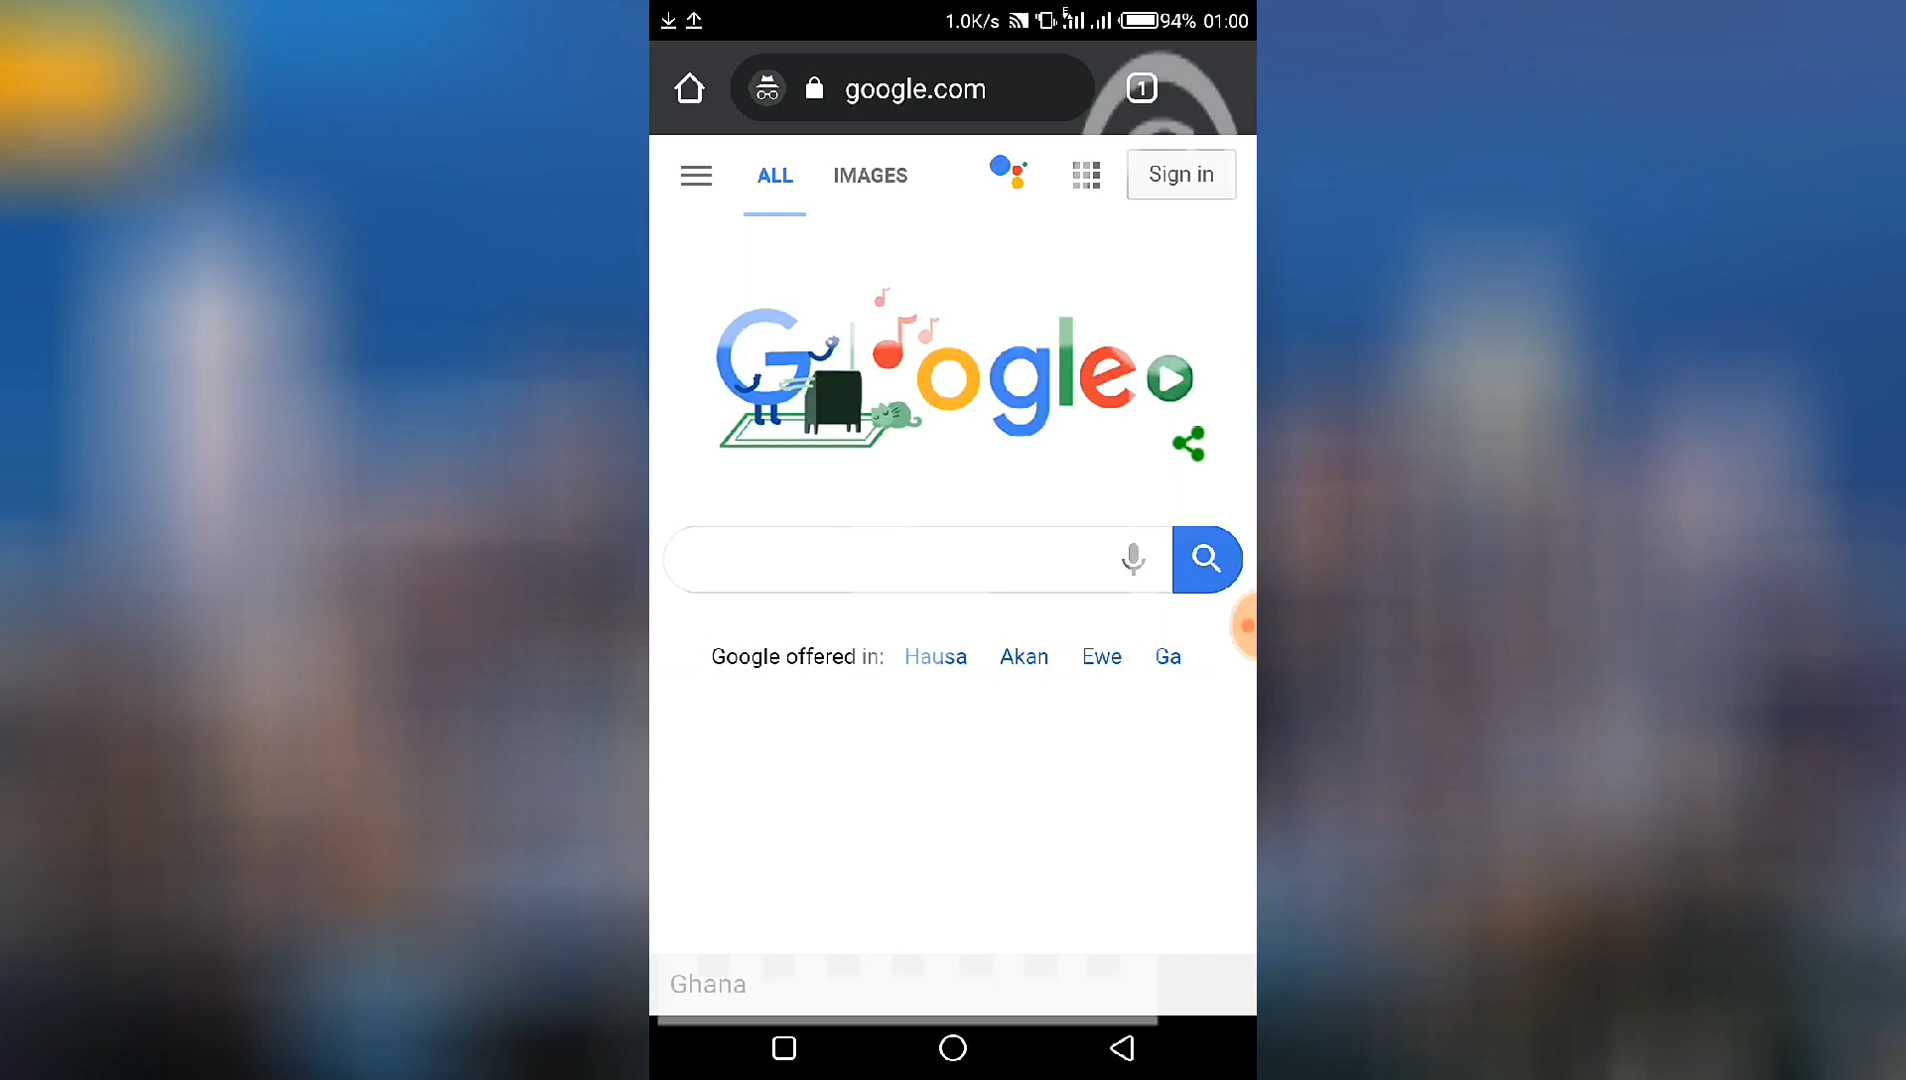 1.0K/s E 94% 01:00
google.com 1
ALL IMAGES Sign in
Google
Google offered in: Hausa Akan Ewe Ga
Ghana